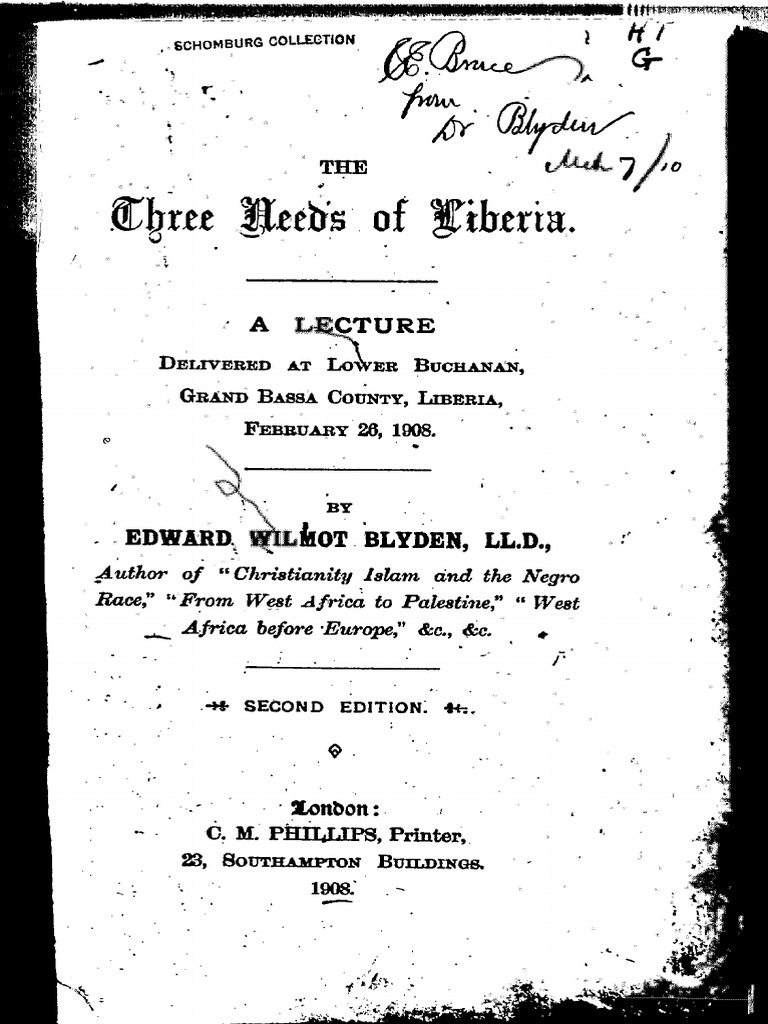 SCHOMBURG COLLECTION
H T
G
E. Bruce
from
Dr Blyden
Mch 7/10
THE
Three Needs of Liberia.
A LECTURE
DELIVERED AT LOWER BUCHANAN,
GRAND BASSA COUNTY, LIBERIA,
FEBRUARY 26, 1908.
BY
EDWARD WILMOT BLYDEN, LL.D.,
Author of "Christianity Islam and the Negro
Race," "From West Africa to Palestine," "West
Africa before Europe," &c., &c.
SECOND EDITION.
London:
C. M. PHILLIPS, Printer,
23, SOUTHAMPTON BUILDINGS.
1908.